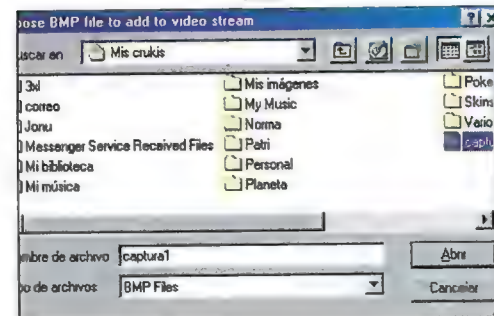 ose BMP file to add to video stream
uscar en Mis crukis
3xl Mis imágenes Poke
correo My Music Skins
Jonu Norma Vario
Messenger Service Received Files Patri captu
Mi biblioteca Personal
Mi música Planeta
mbre de archivo captura1 Abrir
po de archivos BMP Files Cancelar